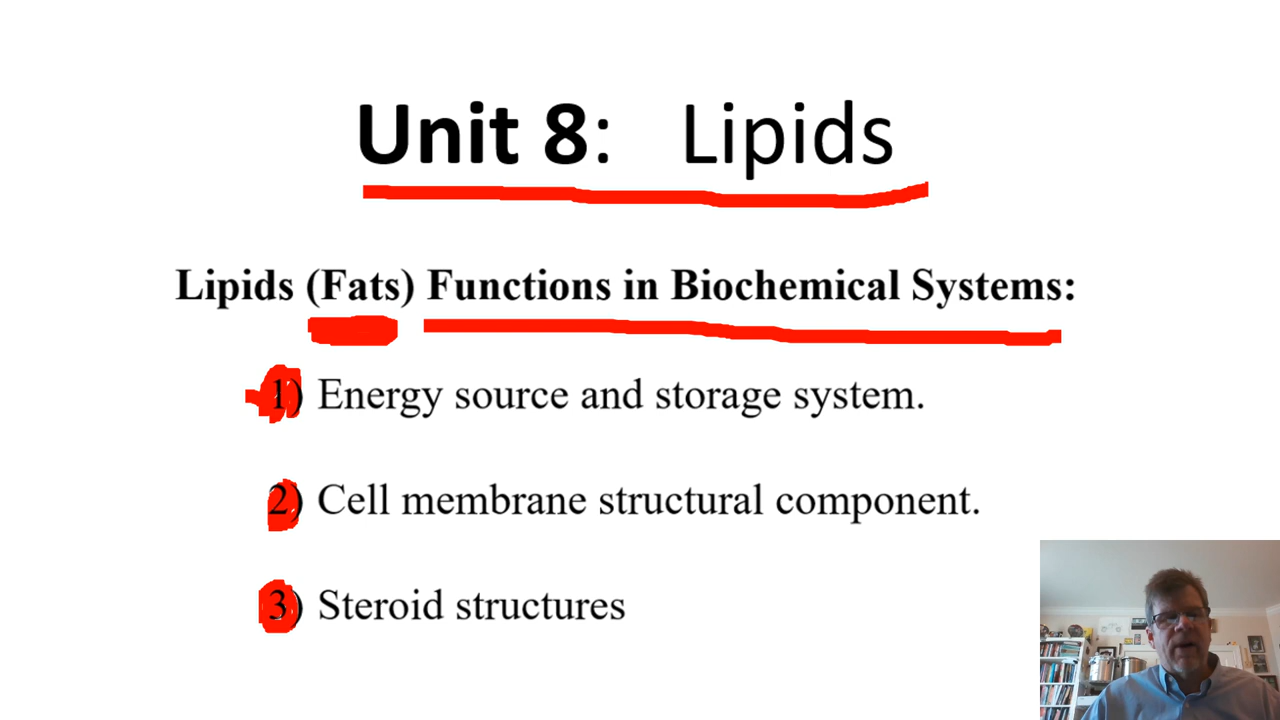 Unit 8: Lipids
Lipids (Fats) Functions in Biochemical Systems:
1) Energy source and storage system.
2) Cell membrane structural component.
3) Steroid structures